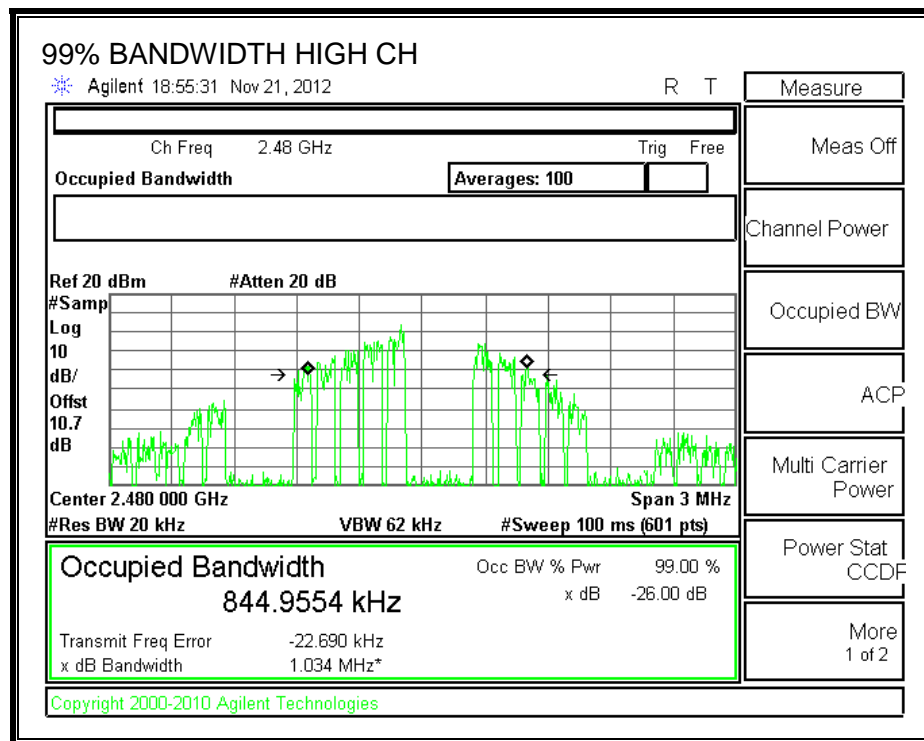 99% BANDWIDTH HIGH CH
Agilent 18:55:31 Nov 21, 2012 R T
Measure
Ch Freq 2.48 GHz Trig Free
Meas Off
Occupied Bandwidth Averages: 100
Channel Power
Ref 20 dBm #Atten 20 dB
#Samp
Log
10
dB/
Offst
10.7
dB
Occupied BW
ACP
Multi Carrier
Power
Center 2.480 000 GHz Span 3 MHz
#Res BW 20 kHz VBW 62 kHz #Sweep 100 ms (601 pts)
Power Stat
CCDF
Occupied Bandwidth Occ BW % Pwr 99.00 %
844.9554 kHz x dB -26.00 dB
Transmit Freq Error -22.690 kHz
x dB Bandwidth 1.034 MHz*
More
1 of 2
Copyright 2000-2010 Agilent Technologies